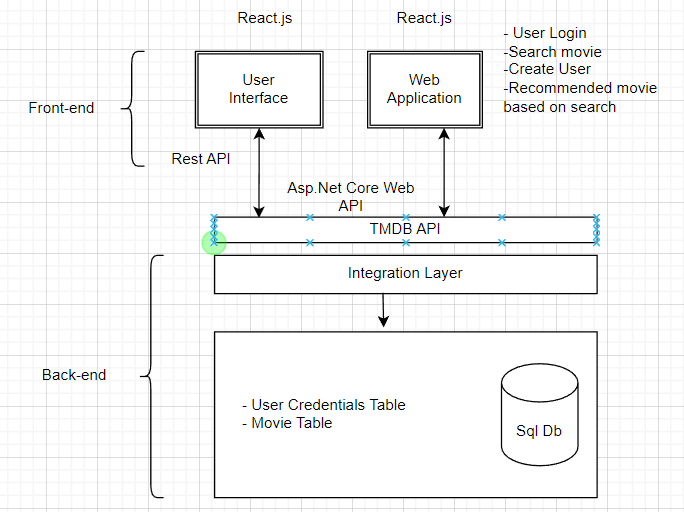 React.js
React.js
- User Login
-Search movie
-Create User
-Recommended movie
based on search
User
Interface
Web
Application
Front-end
Rest API
Asp.Net Core Web
API
TMDB API
Integration Layer
Back-end
- User Credentials Table
- Movie Table
Sql Db